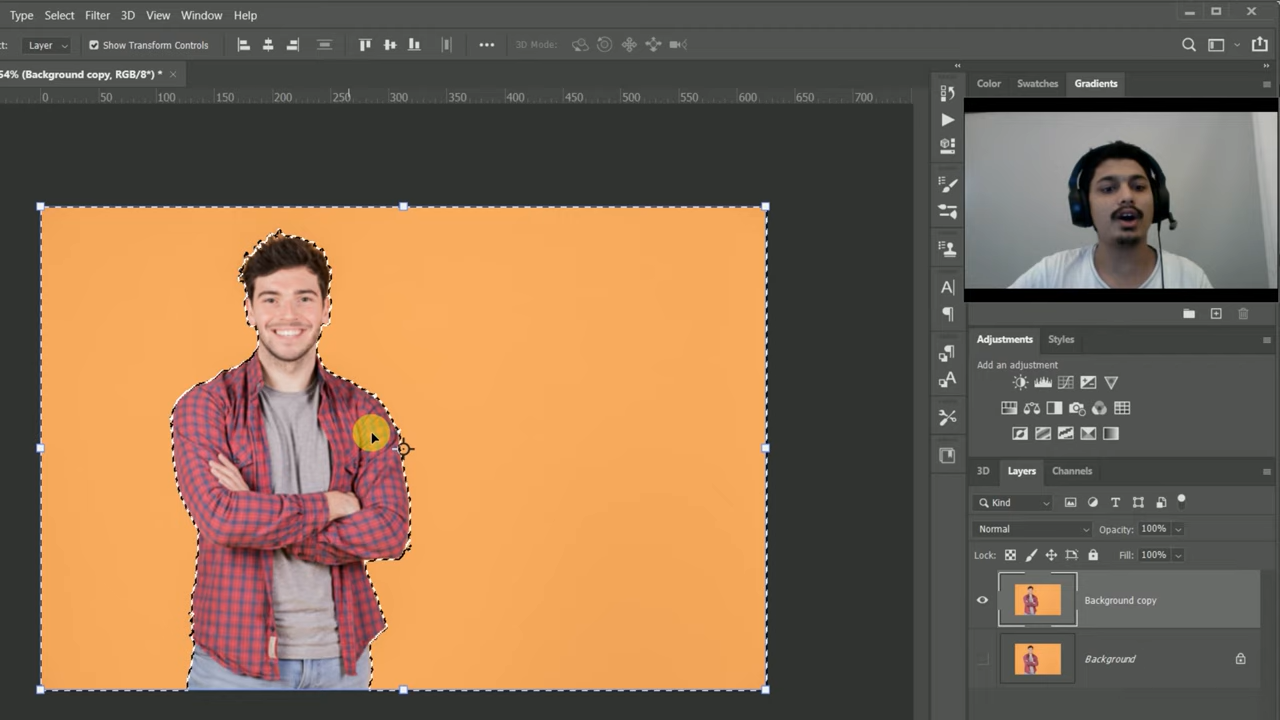 Type Select Filter 3D View Window Help
t: Layer Show Transform Controls 3D Mode:
54% (Background copy, RGB/8*) *
0 50 100 150 200 250 300 350 400 450 500 550 600 650 700
Color Swatches Gradients
Adjustments Styles
Add an adjustment
3D Layers Channels
Kind
Normal Opacity: 100%
Lock: Fill: 100%
Background copy
Background